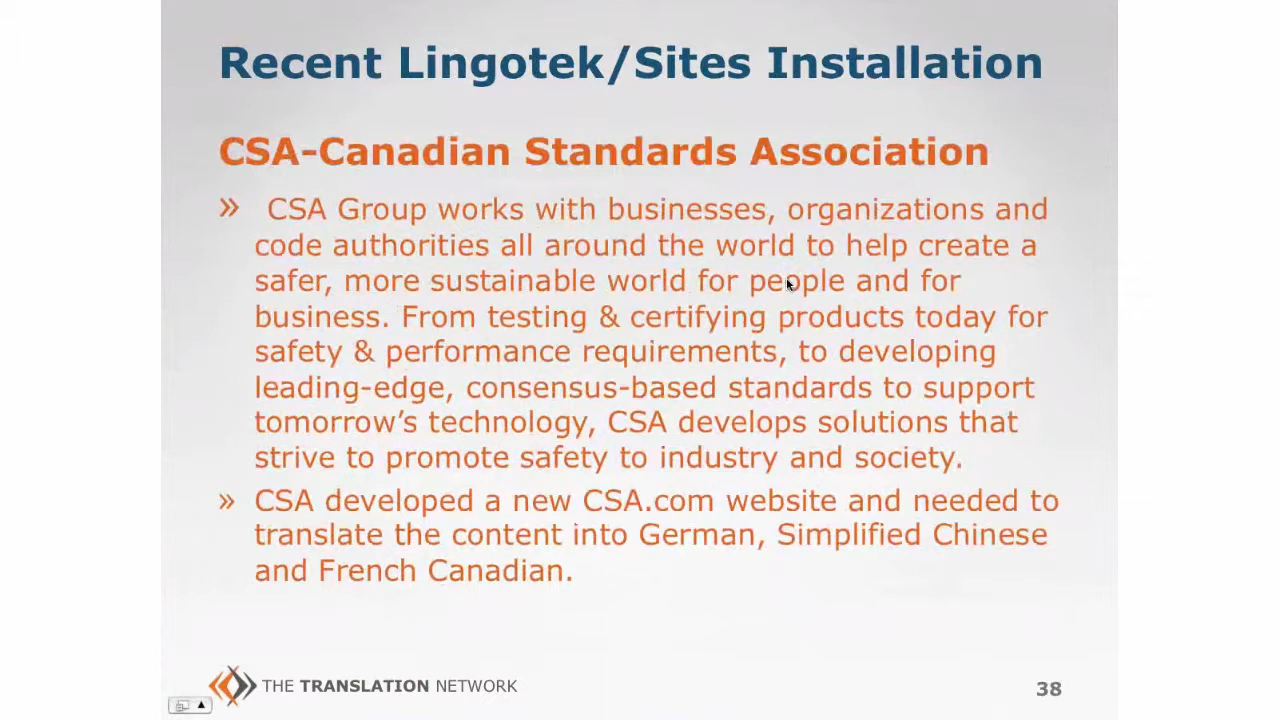 Recent Lingotek/Sites Installation
CSA-Canadian Standards Association
» CSA Group works with businesses, organizations and
code authorities all around the world to help create a
safer, more sustainable world for people and for
business. From testing & certifying products today for
safety & performance requirements, to developing
leading-edge, consensus-based standards to support
tomorrow’s technology, CSA develops solutions that
strive to promote safety to industry and society.
» CSA developed a new CSA.com website and needed to
translate the content into German, Simplified Chinese
and French Canadian.
THE TRANSLATION NETWORK
38